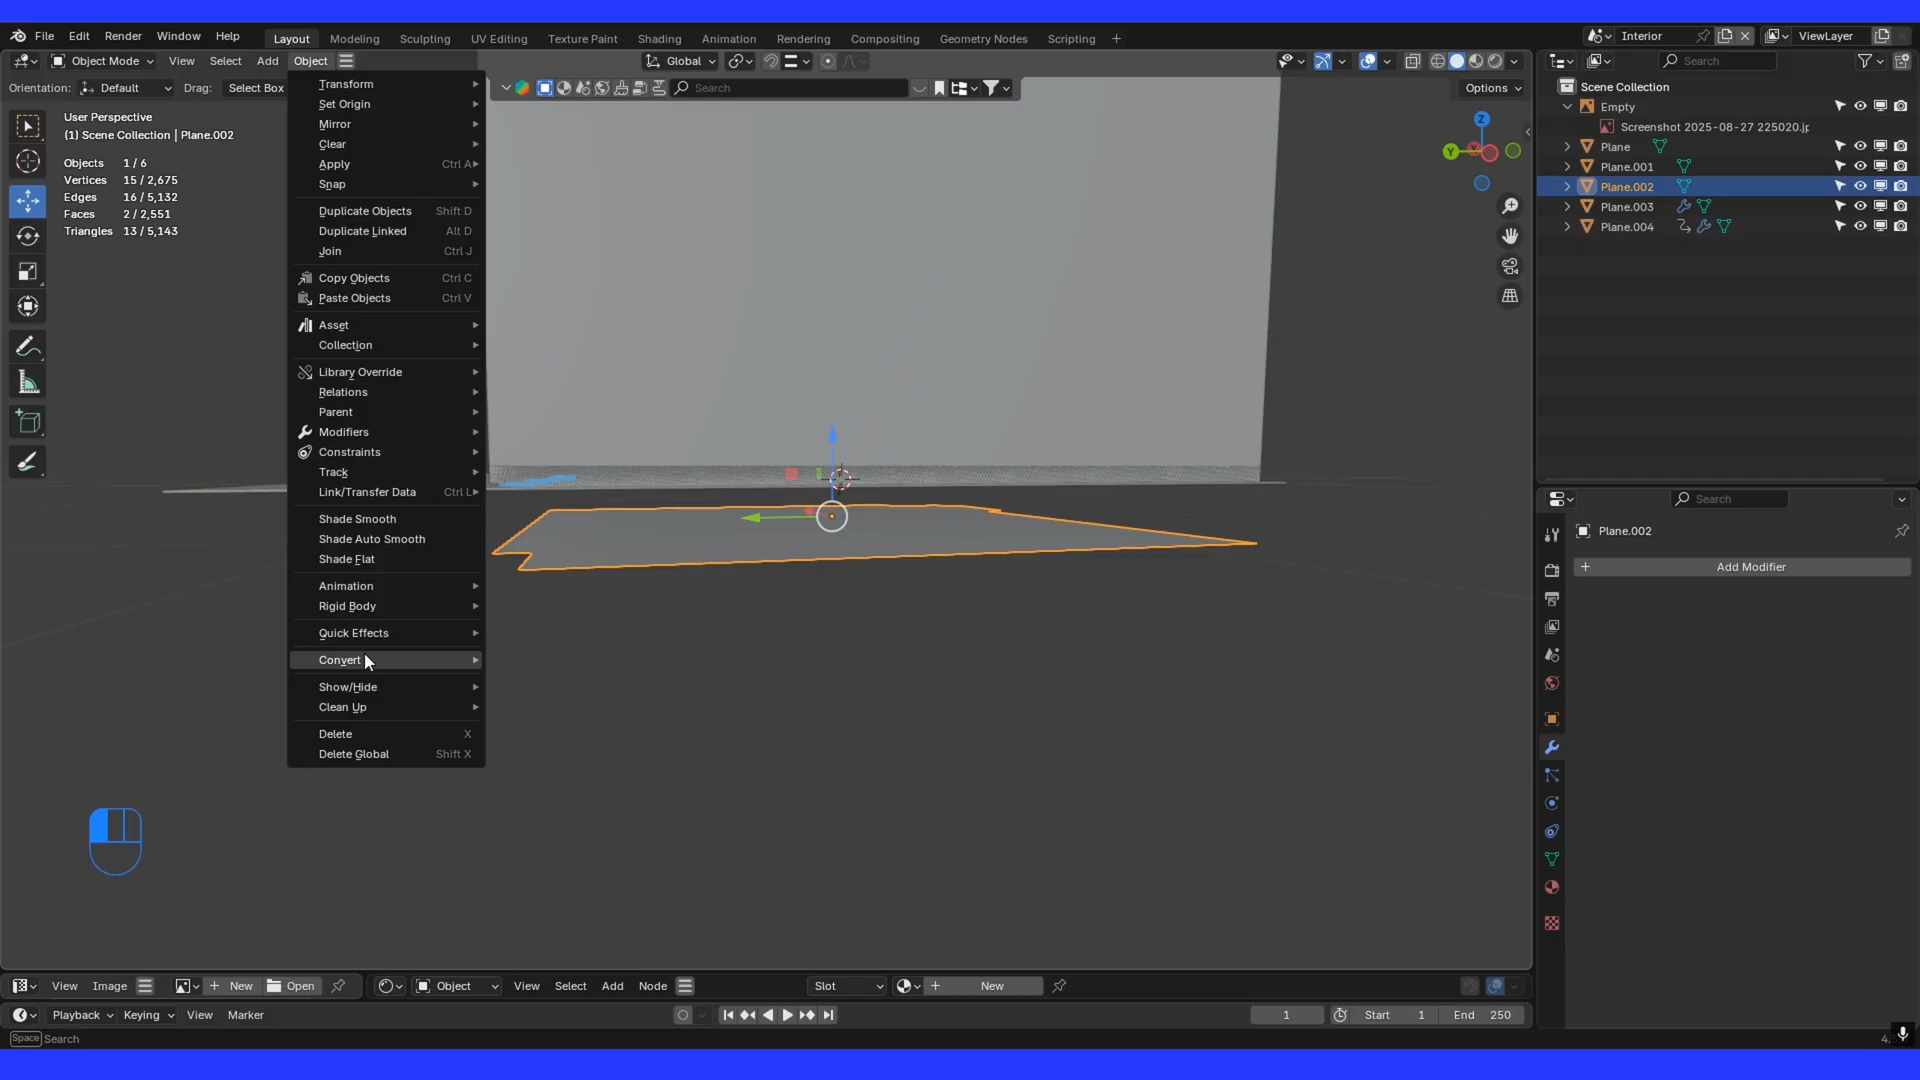 File Edit Render Window Help Layout Modeling Sculpting UV Editing Texture Paint Shading Animation Rendering Compositing Geometry Nodes Scripting + Interior ViewLayer
Object Mode View Select Add Object Global Search
Orientation: Default Drag: Select Box Search Options
User Perspective
(1) Scene Collection | Plane.002
Objects 1 / 6
Vertices 15 / 2,675
Edges 16 / 5,132
Faces 2 / 2,551
Triangles 13 / 5,143
Transform
Set Origin
Mirror
Clear
Apply Ctrl A
Snap
Duplicate Objects Shift D
Duplicate Linked Alt D
Join Ctrl J
Copy Objects Ctrl C
Paste Objects Ctrl V
Asset
Collection
Library Override
Relations
Parent
Modifiers
Constraints
Track
Link/Transfer Data Ctrl L
Shade Smooth
Shade Auto Smooth
Shade Flat
Animation
Rigid Body
Quick Effects
Convert
Show/Hide
Clean Up
Delete X
Delete Global Shift X
Z
Y
Scene Collection
Empty
Screenshot 2025-08-27 225020.jp
Plane
Plane.001
Plane.002
Plane.003
Plane.004
Search
Plane.002
+ Add Modifier
View Image + New Open Object View Select Add Node Slot + New
Playback Keying View Marker 1 Start 1 End 250
Space Search